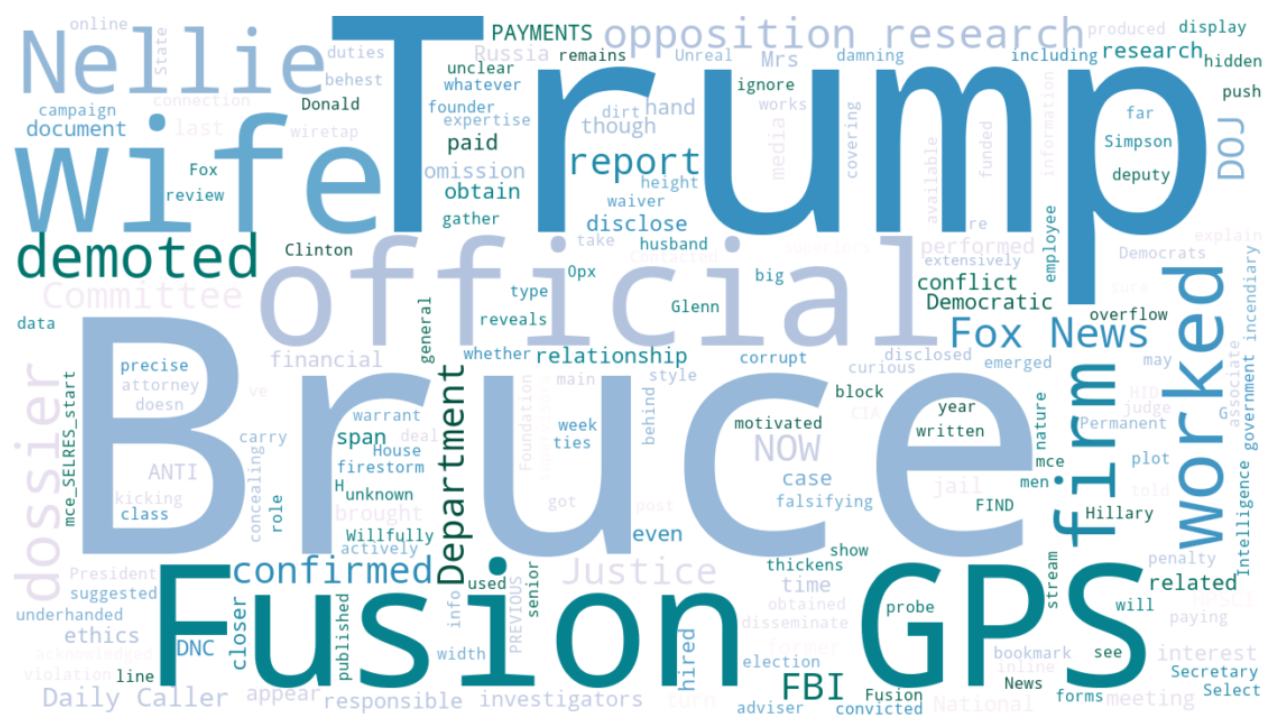 online
State
Nellie
Trump
PAYMENTS
opposition research
produced
display
duties
Russia
remains
Unreal
Mrs
damning
including
research
hidden
behest
unclear
whatever
ignore
push
campaign
connection
Donald
founder
dirt
hand
works
far
document
last
wiretap
expertise
though
media
covering
available
funded
information
Simpson
DOJ
Wife
Fox
paid
report
deputy
review
omission
height
obtain
waiver
gather
disclose
employee
re
demoted
Clinton
official
take
husband
superiors
performed
explain
Contacted
extensively
Democrats
Committee
Opx
big
conflict
sure
type
Glenn
Democratic
worked
government
incendiary
data
general
reveals
Fox News
overflow
Bruce
financial
whether
relationship
corrupt
disclosed
emerged
may
associate
dossier
precise
attorney
doesn
ve
Department
main
style
curious
firm
HID
mce_SELRES_start
warrant
Foundation
behind
block
CIA
year
nature
judge
G
carry
span
deal
week
ties
motivated
written
Permanent
House
NOW
ANTI
firestorm
case
mce
plot
concealing
H
unknown
jail
men
told
kicking
class
role
brought
got
post
falsifying
FIND
Hillary
Intelligence
Willfully
actively
even
show
penalty
President
confirmed
Justice
thickens
stream
related
suggested
Fusion GPS
used
senior
time
underhanded
closer
published
info
PREVIOUS
obtained
probe
will
HPSCI
disseminate
paying
ethics
DNC
hired
former
acknowledged
width
election
bookmark
see
interest
violation
line
inline
Secretary
Daily Caller
appear
responsible
investigators
turn
FBI
Fusion
News
National
forms
meeting
Select
adviser
convicted